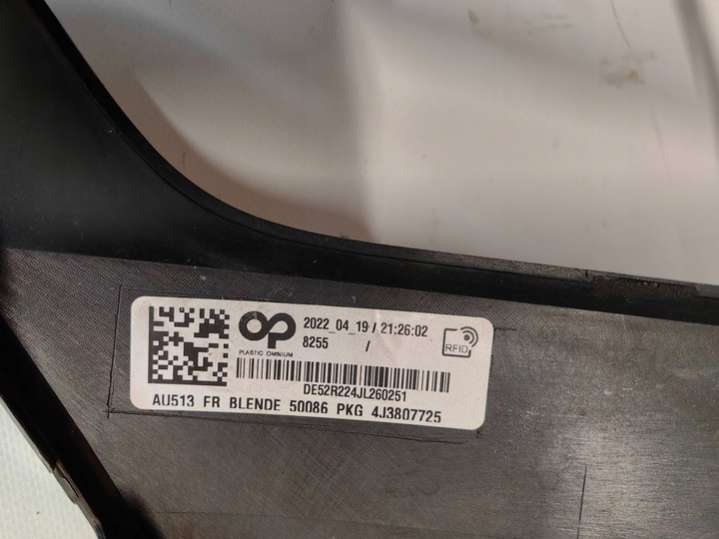 OP 2022_04_19 / 21:26:02
8255 /
RFID
PLASTIC OMNIUM
DE52R224JL260251
AU513 FR BLENDE 50086 PKG 4J3807725